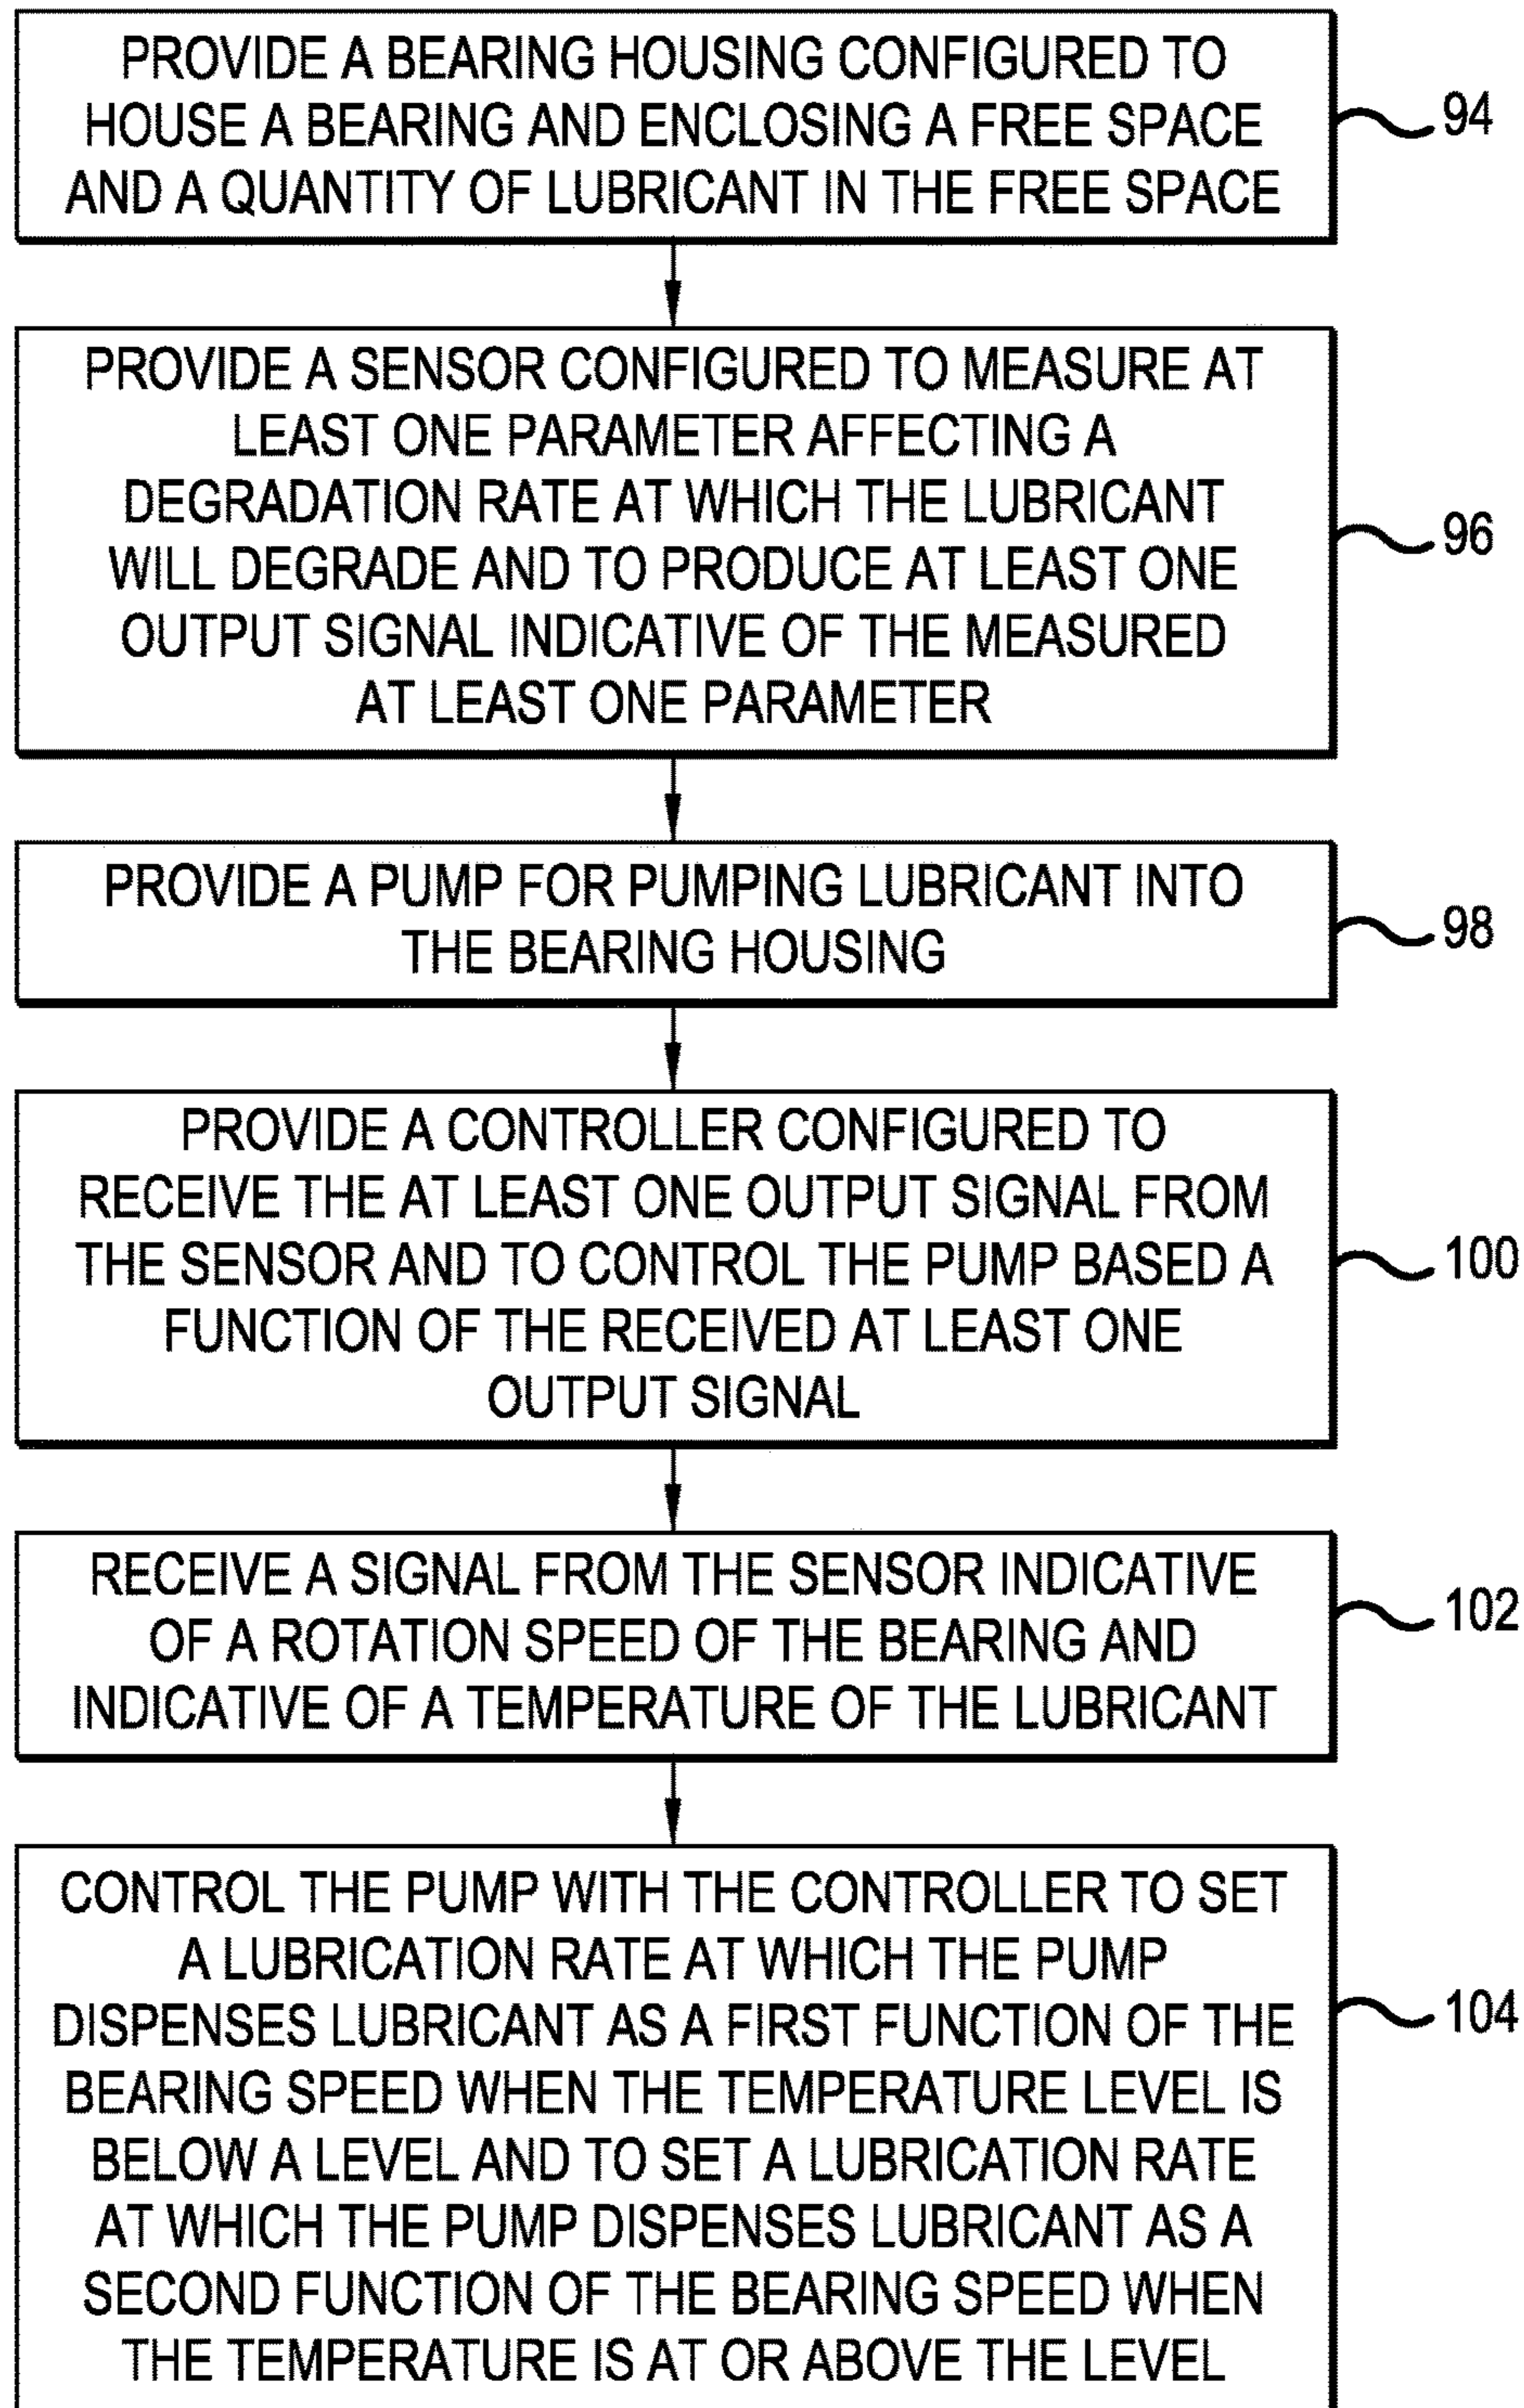 PROVIDE A BEARING HOUSING CONFIGURED TO
HOUSE A BEARING AND ENCLOSING A FREE SPACE
AND A QUANTITY OF LUBRICANT IN THE FREE SPACE
94
PROVIDE A SENSOR CONFIGURED TO MEASURE AT
LEAST ONE PARAMETER AFFECTING A
DEGRADATION RATE AT WHICH THE LUBRICANT
WILL DEGRADE AND TO PRODUCE AT LEAST ONE
OUTPUT SIGNAL INDICATIVE OF THE MEASURED
AT LEAST ONE PARAMETER
96
PROVIDE A PUMP FOR PUMPING LUBRICANT INTO
THE BEARING HOUSING
98
PROVIDE A CONTROLLER CONFIGURED TO
RECEIVE THE AT LEAST ONE OUTPUT SIGNAL FROM
THE SENSOR AND TO CONTROL THE PUMP BASED A
FUNCTION OF THE RECEIVED AT LEAST ONE
OUTPUT SIGNAL
100
RECEIVE A SIGNAL FROM THE SENSOR INDICATIVE
OF A ROTATION SPEED OF THE BEARING AND
INDICATIVE OF A TEMPERATURE OF THE LUBRICANT
102
CONTROL THE PUMP WITH THE CONTROLLER TO SET
A LUBRICATION RATE AT WHICH THE PUMP
DISPENSES LUBRICANT AS A FIRST FUNCTION OF THE
BEARING SPEED WHEN THE TEMPERATURE LEVEL IS
BELOW A LEVEL AND TO SET A LUBRICATION RATE
AT WHICH THE PUMP DISPENSES LUBRICANT AS A
SECOND FUNCTION OF THE BEARING SPEED WHEN
THE TEMPERATURE IS AT OR ABOVE THE LEVEL
104